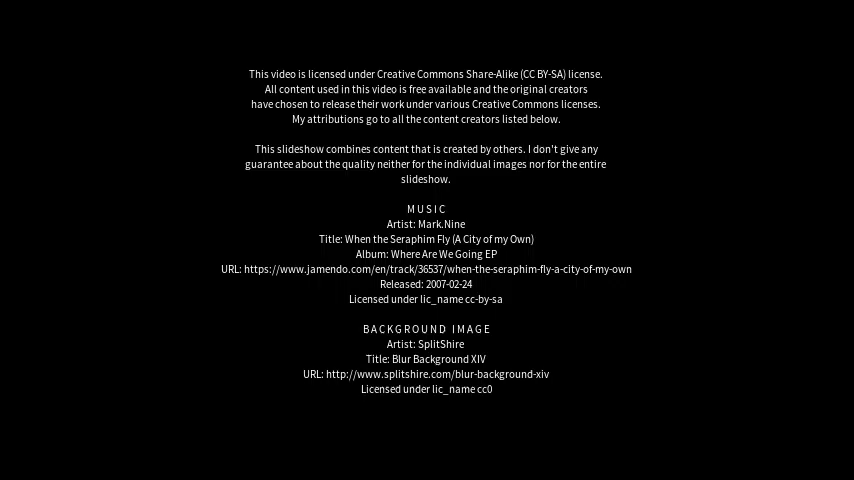 This video is licensed under Creative Commons Share-Alike (CC BY-SA) license.
All content used in this video is free available and the original creators
have chosen to release their work under various Creative Commons licenses.
My attributions go to all the content creators listed below.
This slideshow combines content that is created by others. I don't give any
guarantee about the quality neither for the individual images nor for the entire
slideshow.
MUSIC
Artist: Mark.Nine
Title: When the Seraphim Fly (A City of my Own)
Album: Where Are We Going EP
URL: https://www.jamendo.com/en/track/36537/when-the-seraphim-fly-a-city-of-my-own
Released: 2007-02-24
Licensed under lic_name cc-by-sa
BACKGROUND IMAGE
Artist: SplitShire
Title: Blur Background XIV
URL: http://www.splitshire.com/blur-background-xiv
Licensed under lic_name cc0